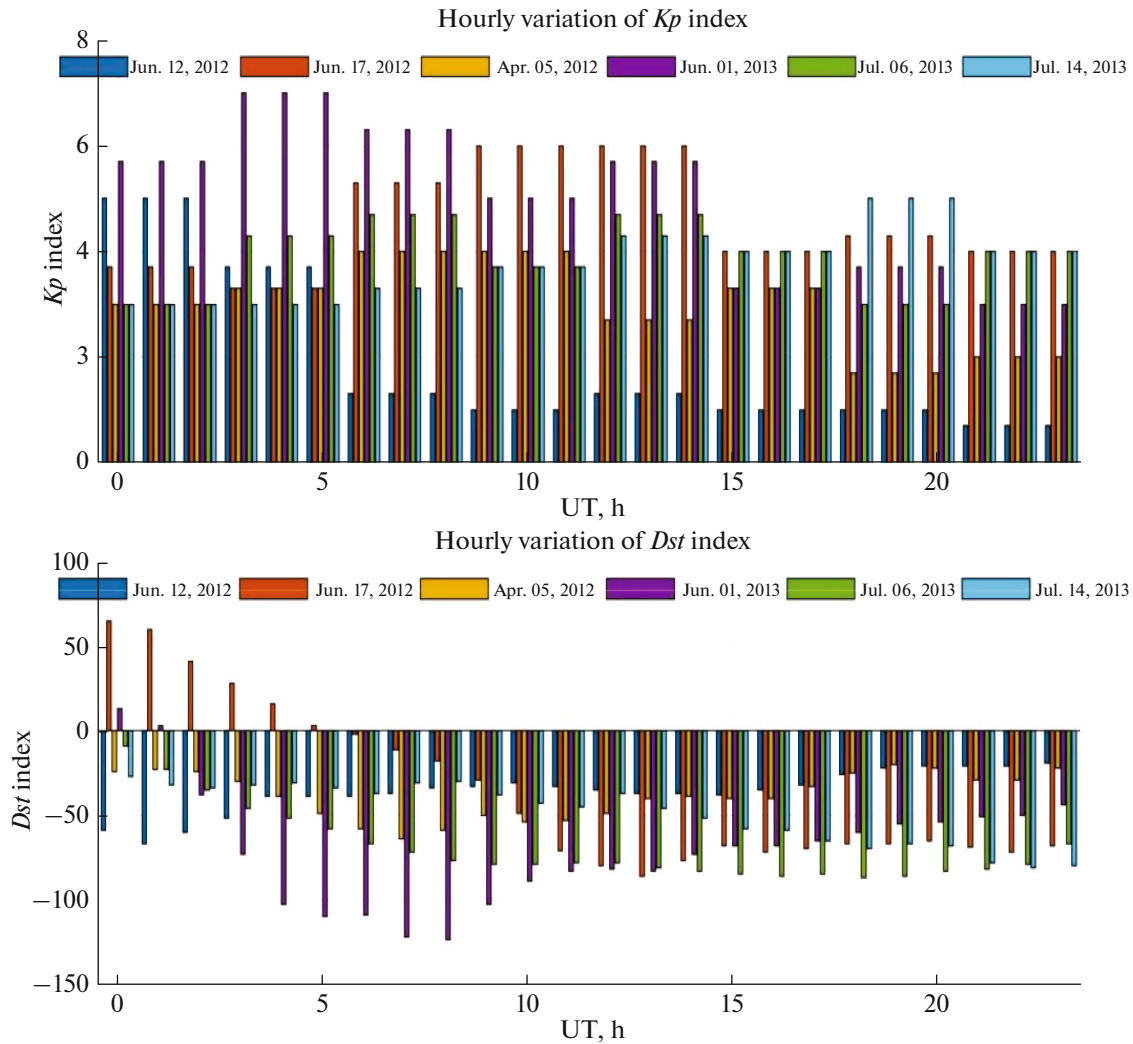 Hourly variation of Kp index
8
Jun. 12, 2012 Jun. 17, 2012 Apr. 05, 2012 Jun. 01, 2013 Jul. 06, 2013 Jul. 14, 2013
6
4
Kp index
3
0
0 5 10 15 20
UT, h
Hourly variation of Dst index
100
Jun. 12, 2012 Jun. 17, 2012 Apr. 05, 2012 Jun. 01, 2013 Jul. 06, 2013 Jul. 14, 2013
50
0
Dst index
−50
−100
−150
0 5 10 15 20
UT, h